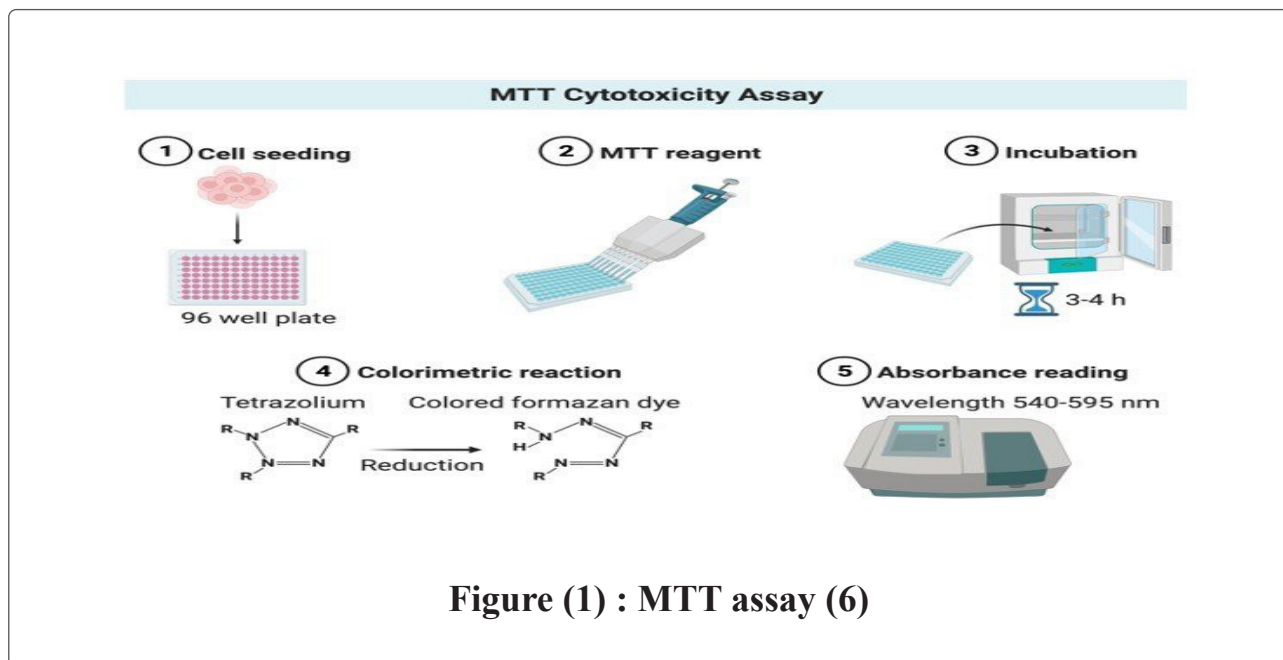 MTT Cytotoxicity Assay
1 Cell seeding
96 well plate
2 MTT reagent
3 Incubation
3-4 h
4 Colorimetric reaction
Tetrazolium
R
N
N
R
N
N
R
Reduction
Colored formazan dye
R
N
N
R
H
N
N
R
5 Absorbance reading
Wavelength 540-595 nm
Figure (1) : MTT assay (6)